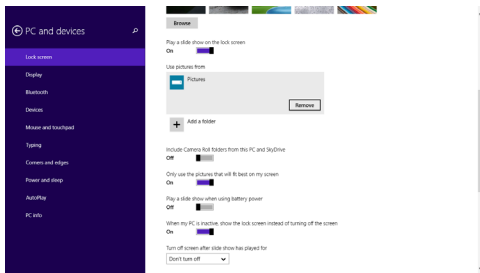 PC and devices
Lock screen
Display
Bluetooth
Devices
Mouse and touchpad
Typing
Corners and edges
Power and sleep
AutoPlay
PC info
Browse
Play a slide show on the lock screen
On
Use pictures from
Pictures
Remove
Add a folder
Include Camera Roll folders from this PC and SkyDrive
Off
Only use the pictures that will fit best on my screen
On
Play a slide show when using battery power
Off
When my PC is inactive, show the lock screen instead of turning off the screen
On
Turn off screen after slide show has played for
Don't turn off